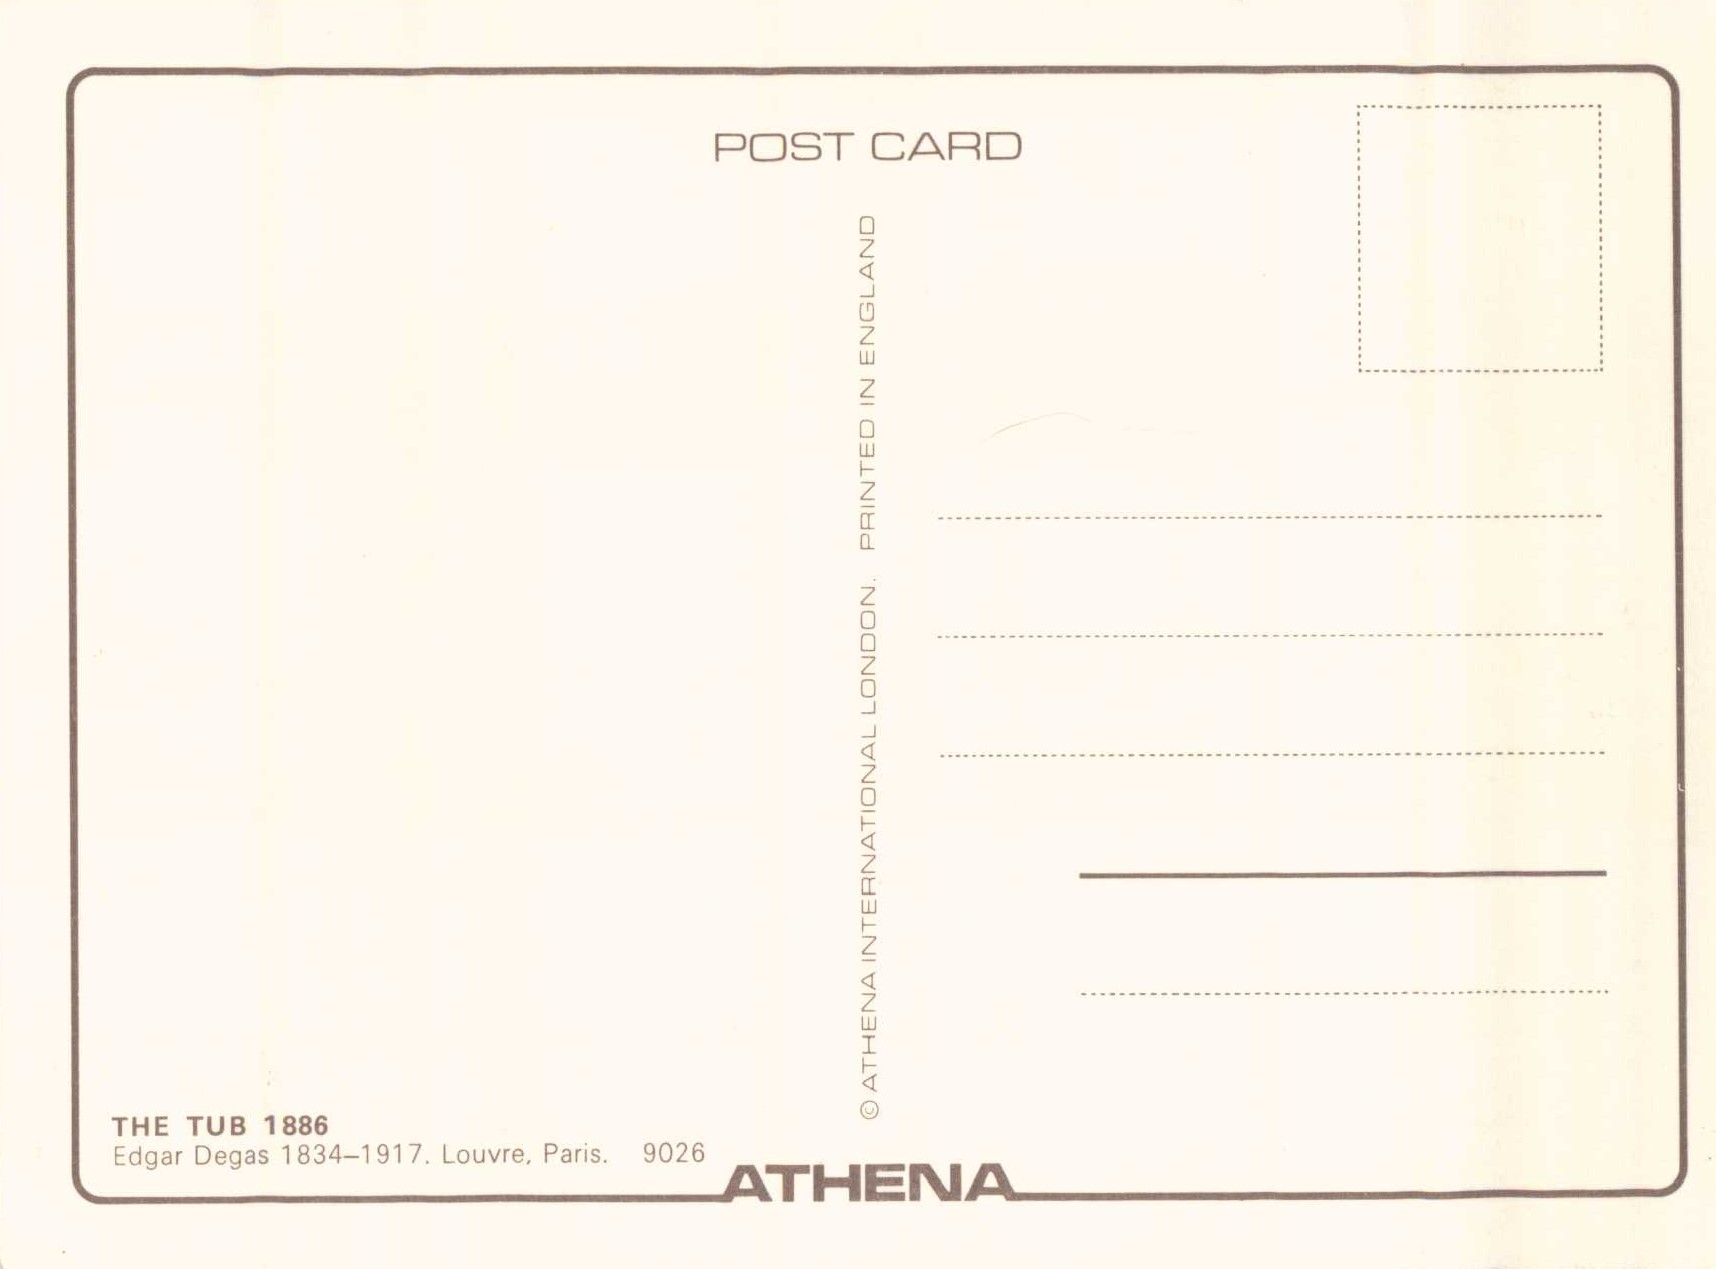 POST CARD
© ATHENA INTERNATIONAL LONDON. PRINTED IN ENGLAND
THE TUB 1886
Edgar Degas 1834–1917. Louvre, Paris. 9026
ATHENA